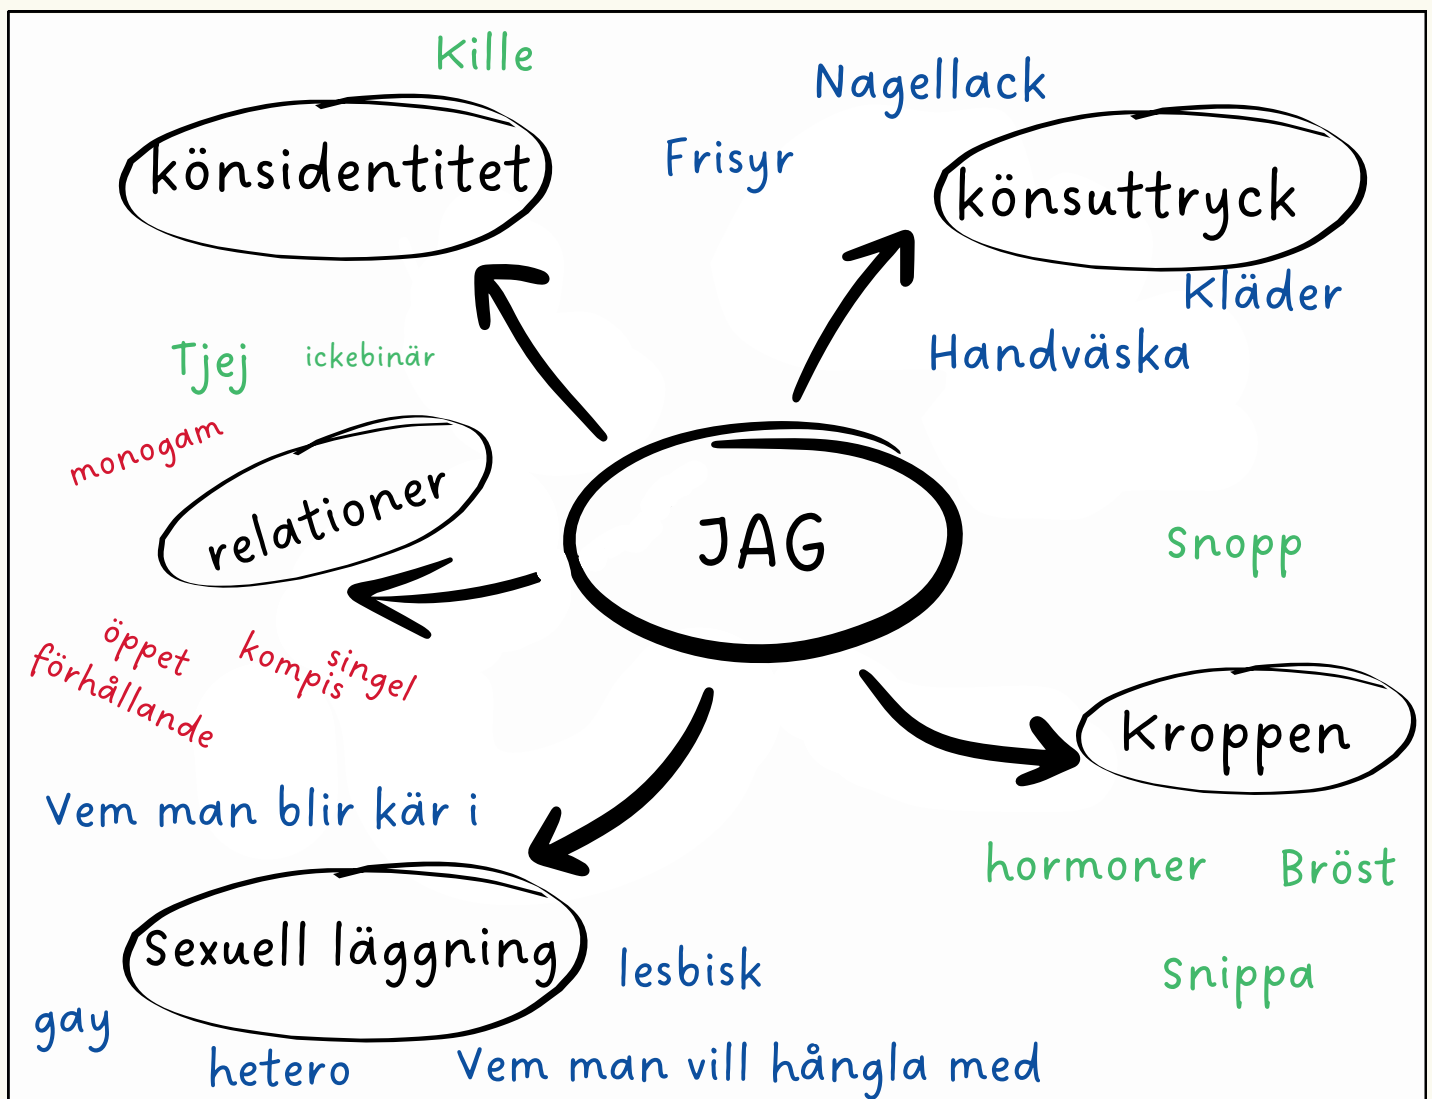 Kille
Nagellack
Frisyr
könsidentitet
könsuttryck
Kläder
Handväska
Tjej
ickebinär
monogam
relationer
JAG
Snopp
öppet
förhållande
kompis
singel
Kroppen
Vem man blir kär i
hormoner
Bröst
Sexuell läggning
lesbisk
Snippa
gay
hetero
Vem man vill hångla med